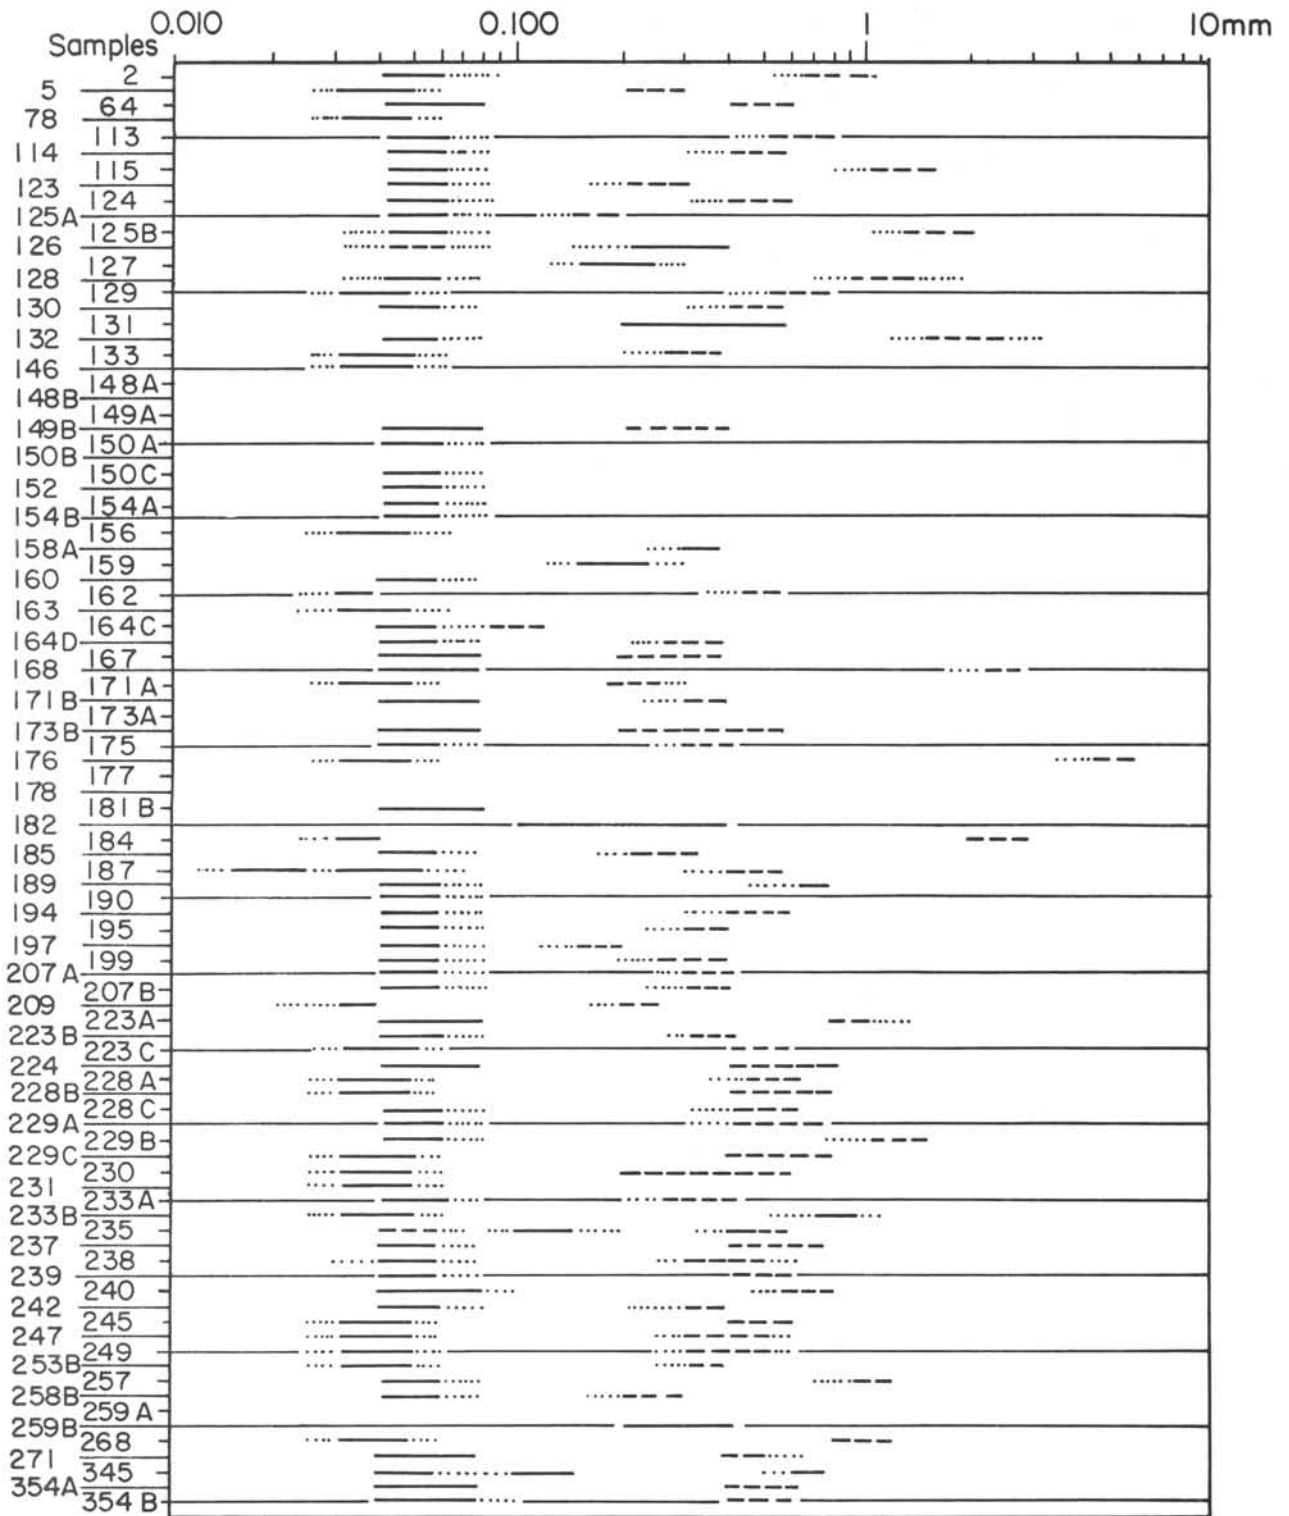 0.010 0.100 1 10mm
Samples
2
5
64
78
113
114
115
123
124
125A
125B
126
127
128
129
130
131
132
133
146
148A
148B
149A
149B
150A
150B
150C
152
154A
154B
156
158A
159
160
162
163
164C
164D
167
168
171A
171B
173A
173B
175
176
177
178
181B
182
184
185
187
189
190
194
195
197
199
207A
207B
209
223A
223B
223C
224
228A
228B
228C
229A
229B
229C
230
231
233A
233B
235
237
238
239
240
242
245
247
249
253B
257
258B
259A
259B
268
271
345
354A
354B